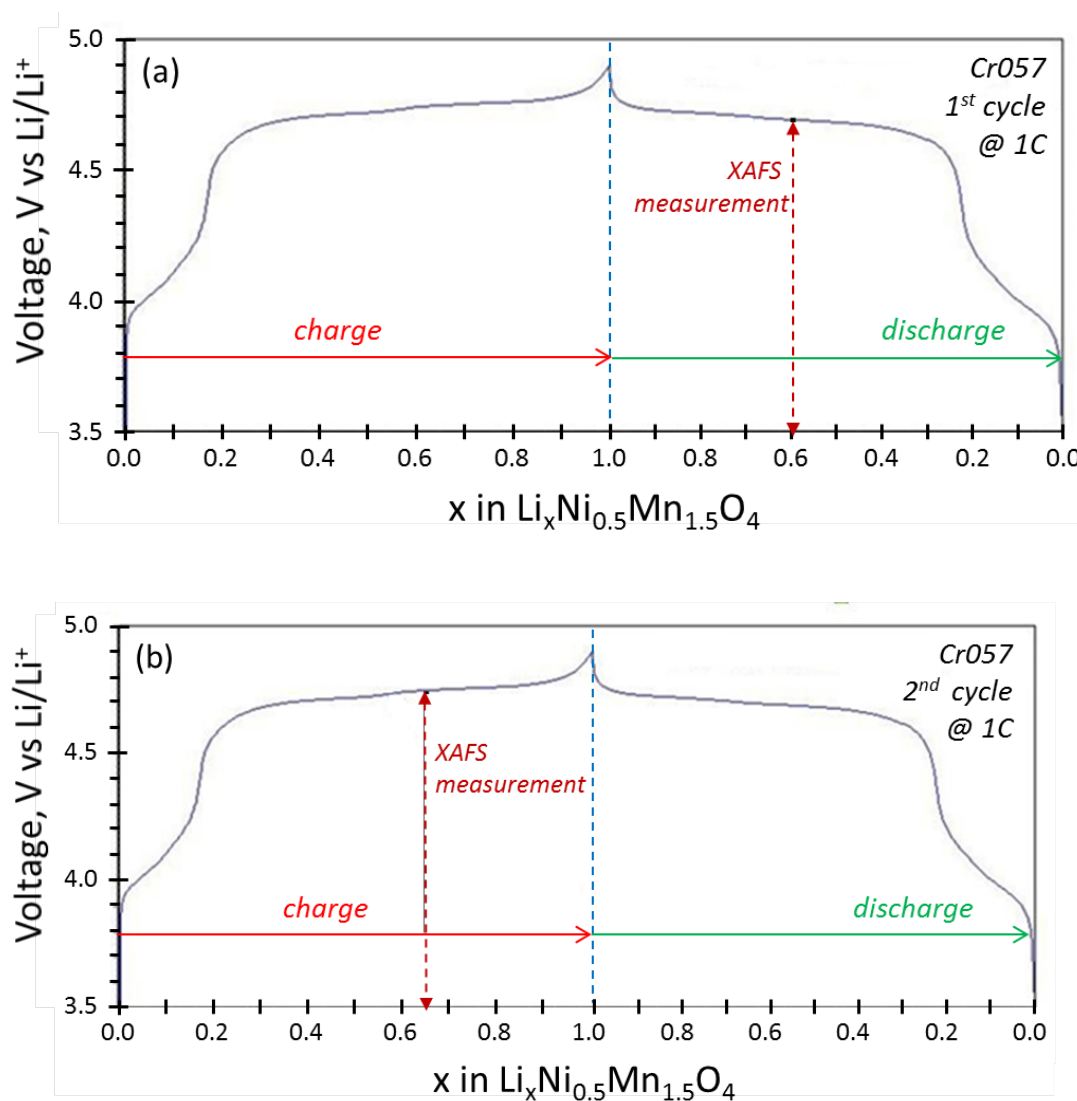 5.0
(a)
Cr057
1st cycle
@ 1C
4.5
XAFS
measurement
4.0
charge
discharge
3.5
0.0 0.2 0.4 0.6 0.8 1.0 0.8 0.6 0.4 0.2 0.0
Voltage, V vs Li/Li+
x in LixNi0.5Mn1.5O4
5.0
(b)
Cr057
2nd cycle
@ 1C
4.5
XAFS
measurement
4.0
charge
discharge
3.5
0.0 0.2 0.4 0.6 0.8 1.0 0.8 0.6 0.4 0.2 0.0
Voltage, V vs Li/Li+
x in LixNi0.5Mn1.5O4